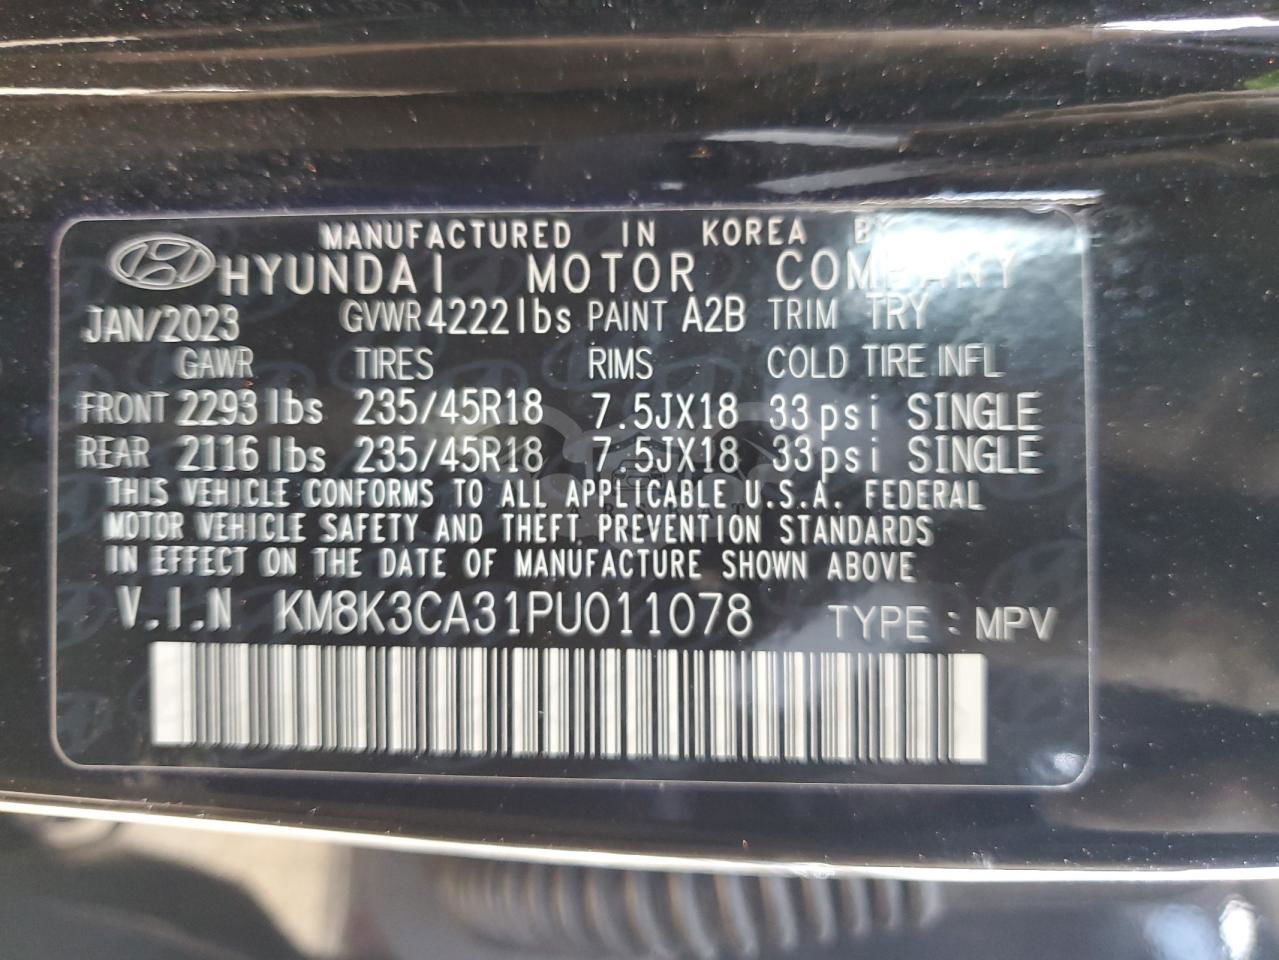 MANUFACTURED IN KOREA BY
HYUNDAI MOTOR COMPANY
JAN/2023 GVWR 4222 lbs PAINT A2B TRIM TRY
GAWR TIRES RIMS COLD TIRE INFL
FRONT 2293 lbs 235/45R18 7.5JX18 33psi SINGLE
REAR 2116 lbs 235/45R18 7.5JX18 33psi SINGLE
THIS VEHICLE CONFORMS TO ALL APPLICABLE U.S.A. FEDERAL
MOTOR VEHICLE SAFETY AND THEFT PREVENTION STANDARDS
IN EFFECT ON THE DATE OF MANUFACTURE SHOWN ABOVE
V.I.N KM8K3CA31PU011078 TYPE : MPV